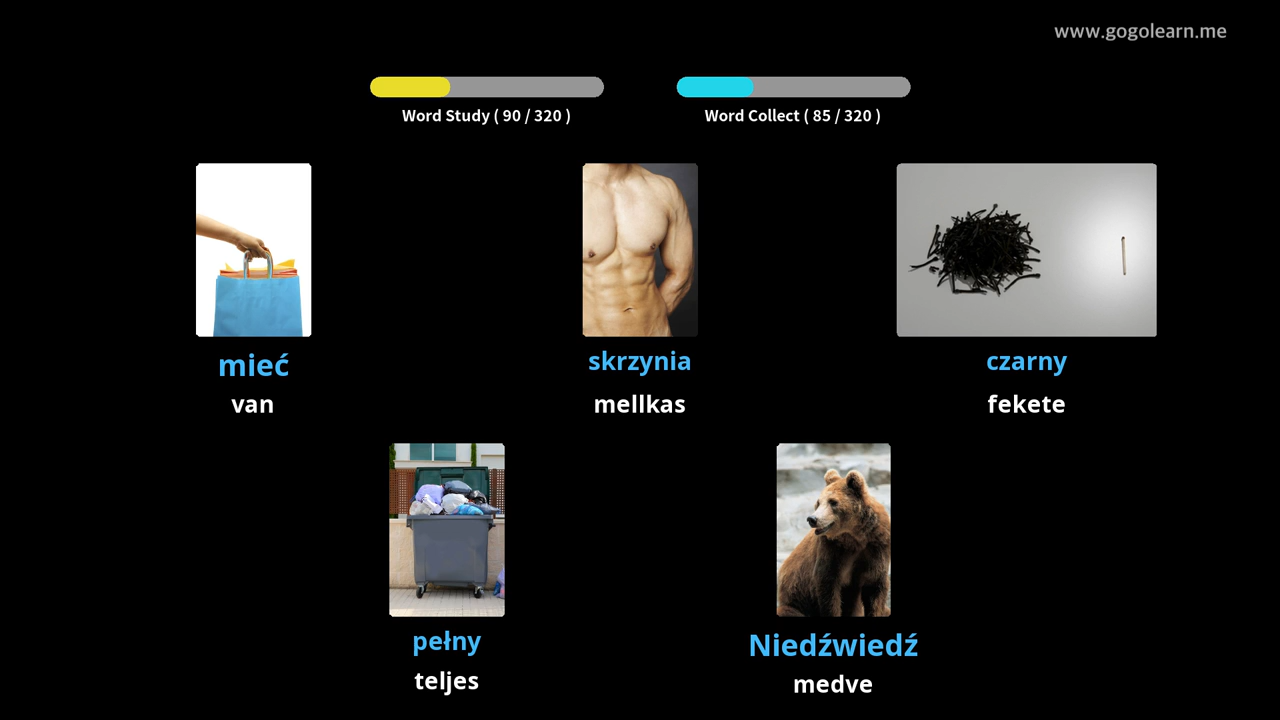 www.gogolearn.me
Word Study ( 90 / 320 )
Word Collect ( 85 / 320 )
mieć
van
skrzynia
mellkas
czarny
fekete
pełny
teljes
Niedźwiedź
medve